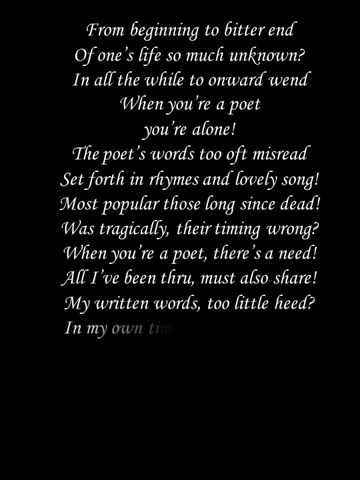 From beginning to bitter end
Of one's life so much unknown?
In all the while to onward wend
When you're a poet
you're alone!
The poet's words too oft misread
Set forth in rhymes and lovely song!
Most popular those long since dead!
Was tragically, their timing wrong?
When you're a poet, there's a need!
All I've been thru, must also share!
My written words, too little heed?
In my own tim